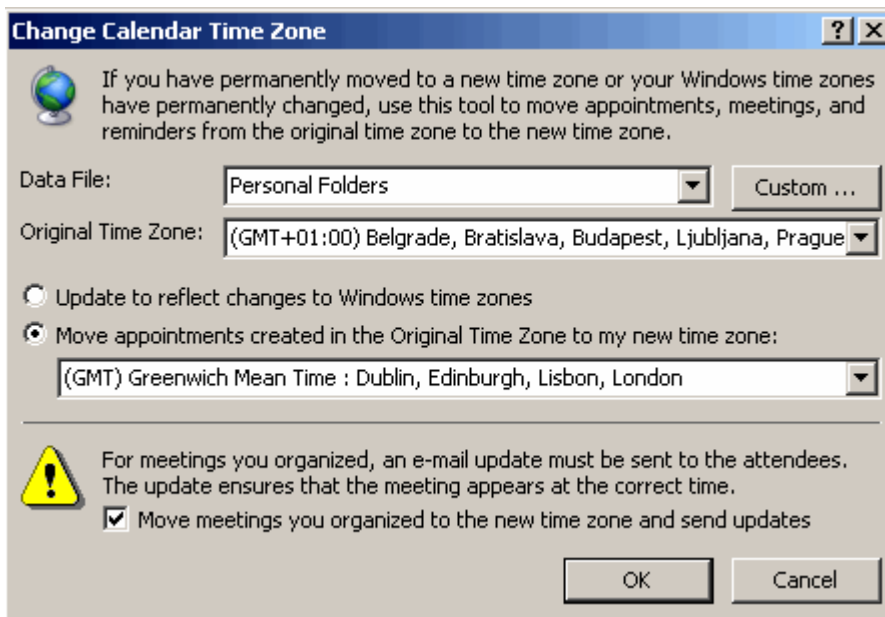 Change Calendar Time Zone
If you have permanently moved to a new time zone or your Windows time zones
have permanently changed, use this tool to move appointments, meetings, and
reminders from the original time zone to the new time zone.
Data File: Personal Folders Custom ...
Original Time Zone: (GMT+01:00) Belgrade, Bratislava, Budapest, Ljubljana, Prague
Update to reflect changes to Windows time zones
Move appointments created in the Original Time Zone to my new time zone:
(GMT) Greenwich Mean Time : Dublin, Edinburgh, Lisbon, London
For meetings you organized, an e-mail update must be sent to the attendees.
The update ensures that the meeting appears at the correct time.
Move meetings you organized to the new time zone and send updates
OK Cancel